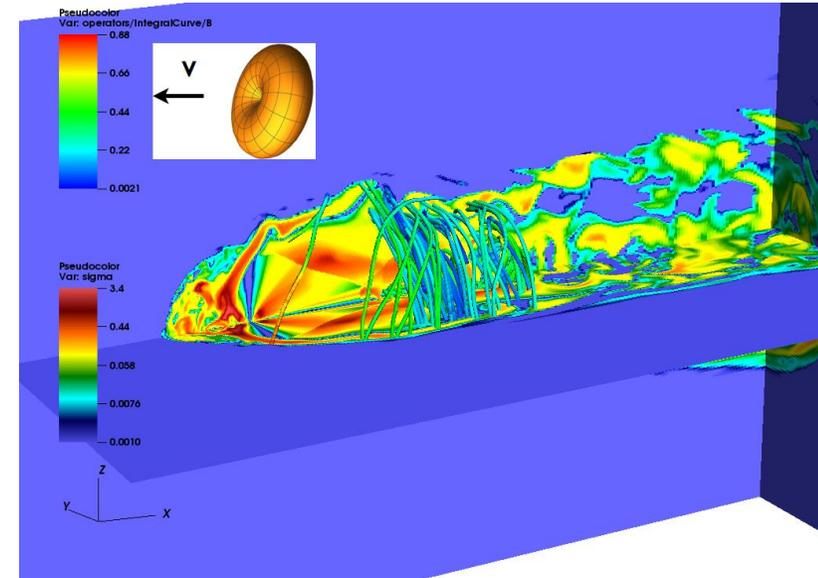 Pseudocolor
Var: operators/IntegralCurve/B
0.88
0.66
0.44
0.22
0.0021
V
Pseudocolor
Var: sigma
3.4
0.44
0.058
0.0076
0.0010
Z
Y
X